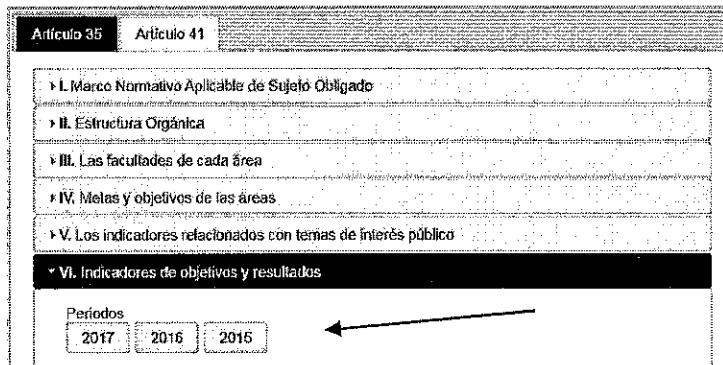 Artículo 35 Artículo 41
I. Marco Normativo Aplicable de Sujeto Obligado
II. Estructura Orgánica
III. Las facultades de cada área
IV. Metas y objetivos de las áreas
V. Los indicadores relacionados con temas de interés público
VI. Indicadores de objetivos y resultados
Periodos
2017 2016 2015